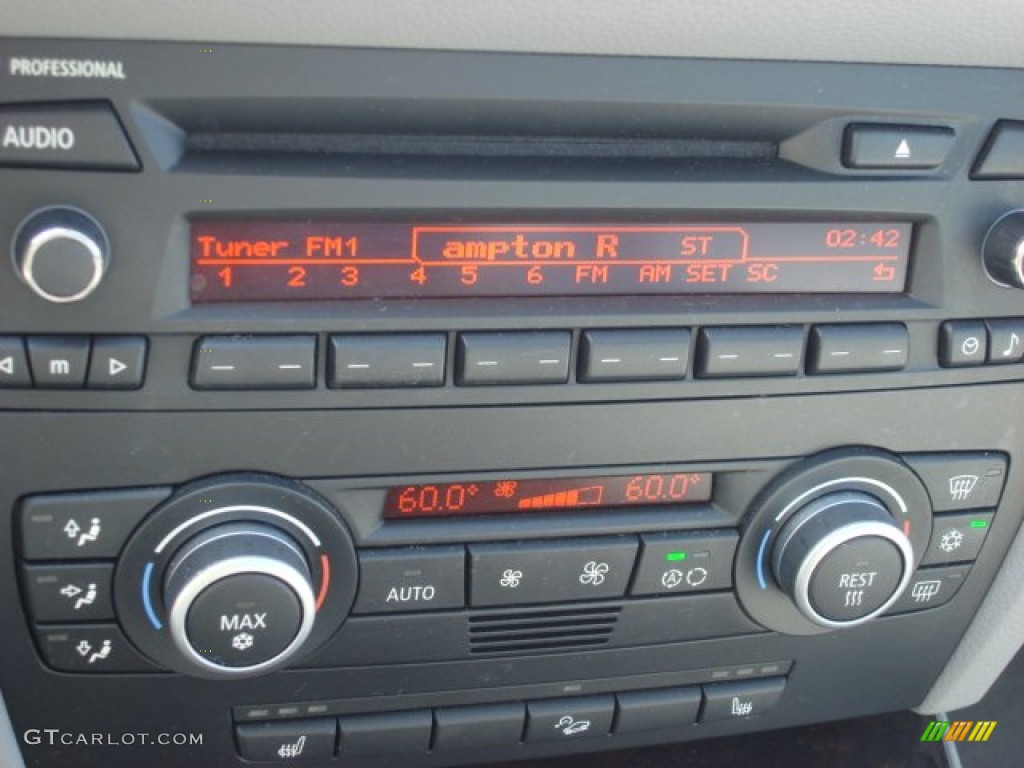 PROFESSIONAL
AUDIO
Tuner FM1 ampton R ST 02:42
1 2 3 4 5 6 FM AM SET SC
m
60.0° 60.0°
AUTO
A
MAX
REST
GTCARLOT.COM